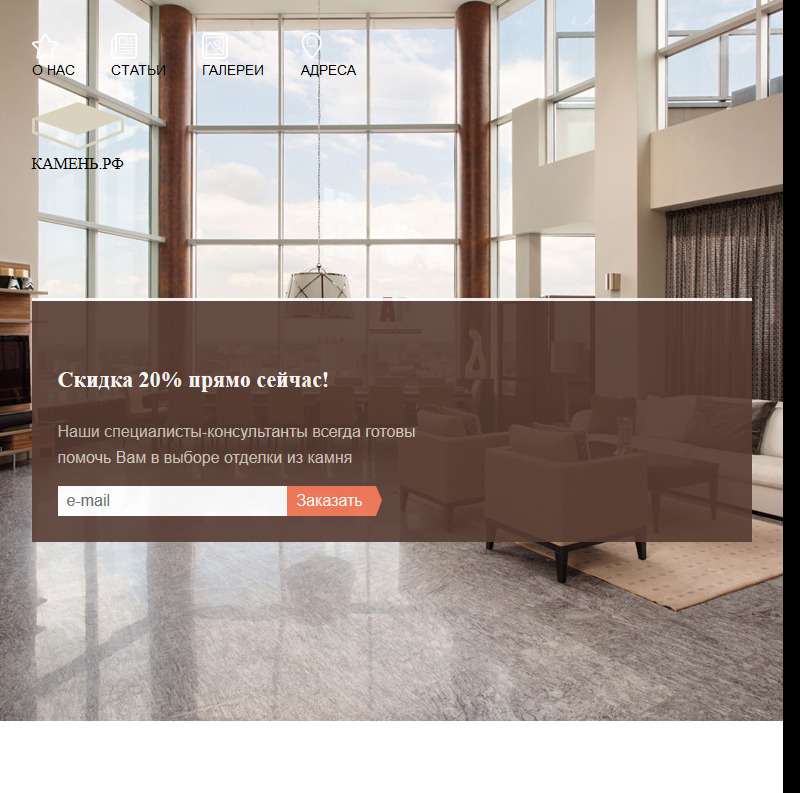 О НАС
СТАТЬИ
ГАЛЕРЕИ
АДРЕСА
КАМЕНЬ.РФ
Скидка 20% прямо сейчас!
Наши специалисты-консультанты всегда готовы
помочь Вам в выборе отделки из камня
e-mail
Заказать